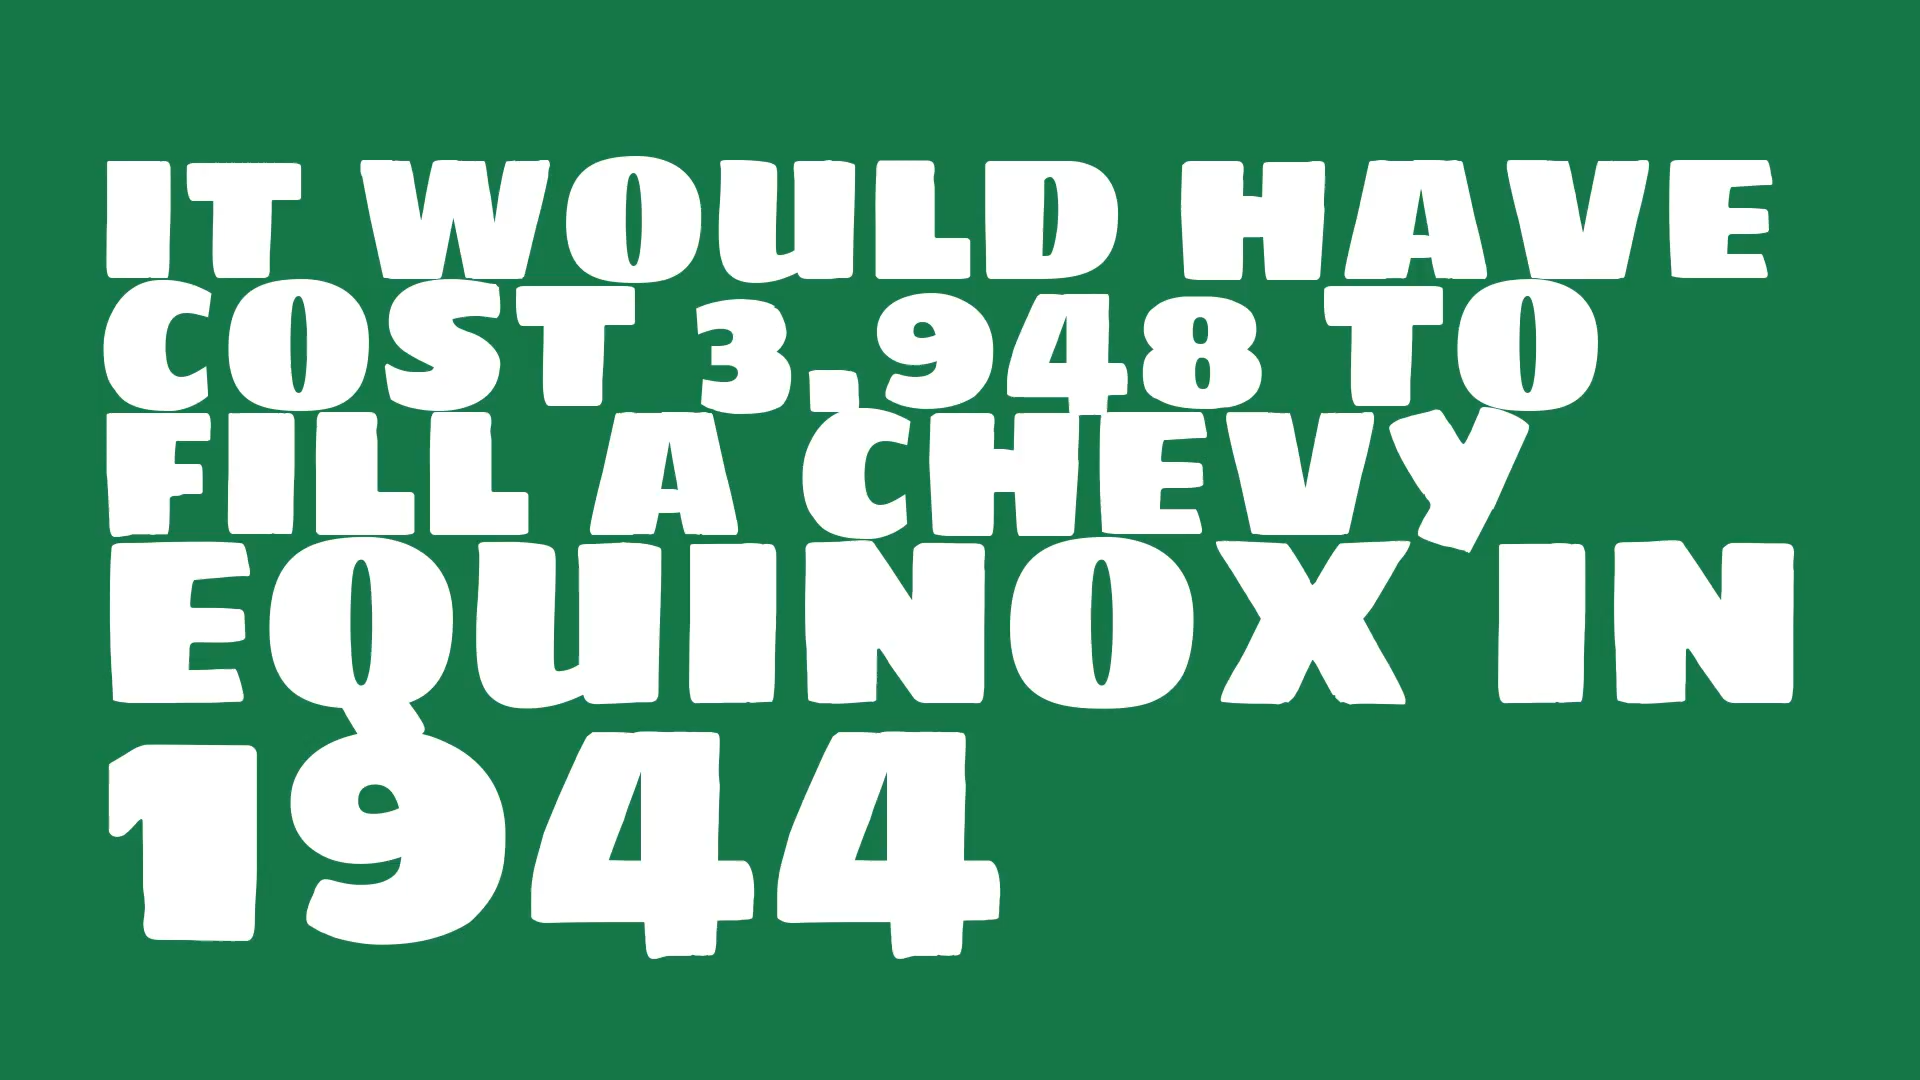 IT WOULD HAVE
COST 3,948 TO
FILL A CHEVY
EQUINOX IN
1944